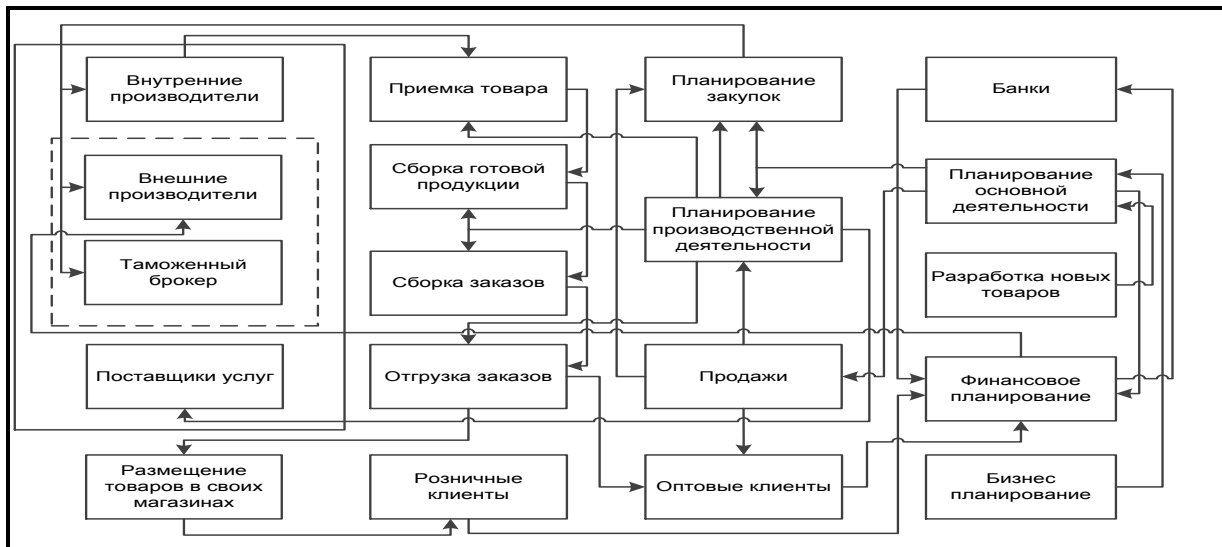 Внутренние
производители
Приемка товара
Планирование
закупок
Банки
Внешние
производители
Сборка готовой
продукции
Планирование
основной
деятельности
Планирование
производственной
деятельности
Таможенный
брокер
Сборка заказов
Разработка новых
товаров
Поставщики услуг
Отгрузка заказов
Продажи
Финансовое
планирование
Размещение
товаров в своих
магазинах
Розничные
клиенты
Оптовые клиенты
Бизнес
планирование